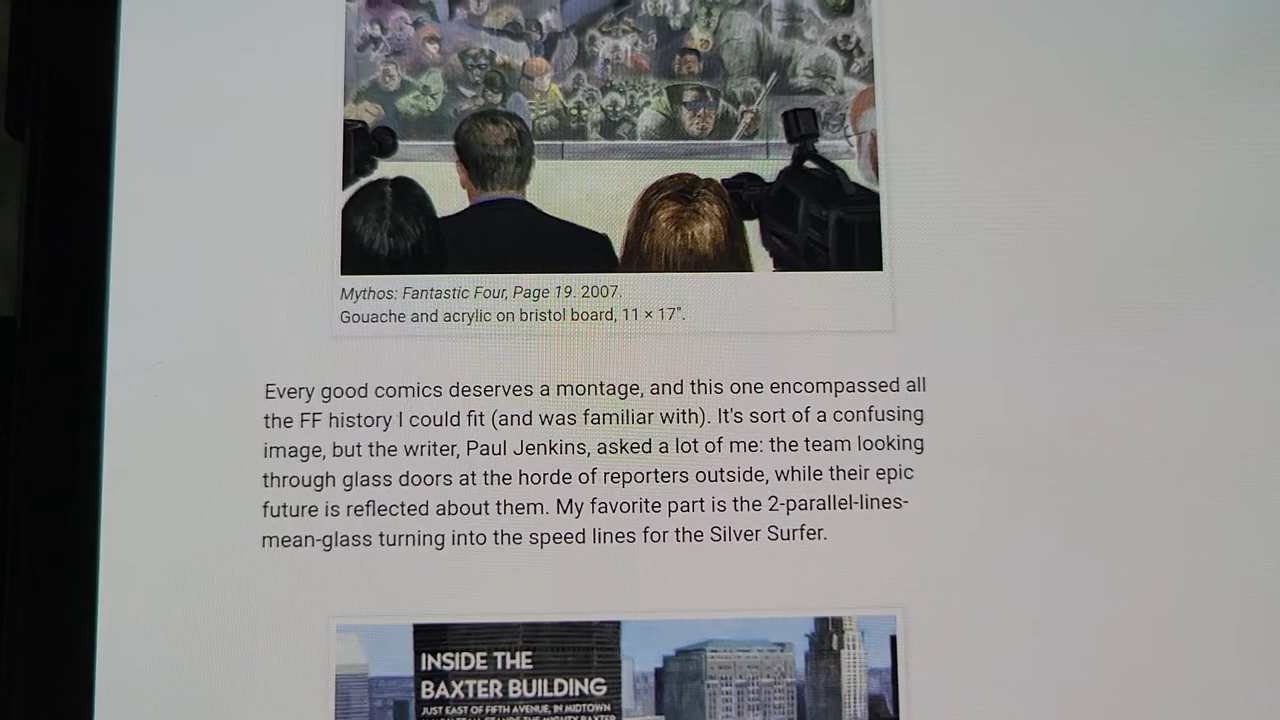 Mythos: Fantastic Four, Page 19. 2007.
Gouache and acrylic on bristol board, 11 × 17".
Every good comics deserves a montage, and this one encompassed all
the FF history I could fit (and was familiar with). It's sort of a confusing
image, but the writer, Paul Jenkins, asked a lot of me: the team looking
through glass doors at the horde of reporters outside, while their epic
future is reflected about them. My favorite part is the 2-parallel-lines-
mean-glass turning into the speed lines for the Silver Surfer.
INSIDE THE
BAXTER BUILDING
JUST EAST OF FIFTH AVENUE, IN MIDTOWN
MANHATTAN, STANDS THE MIGHTY BAXTER